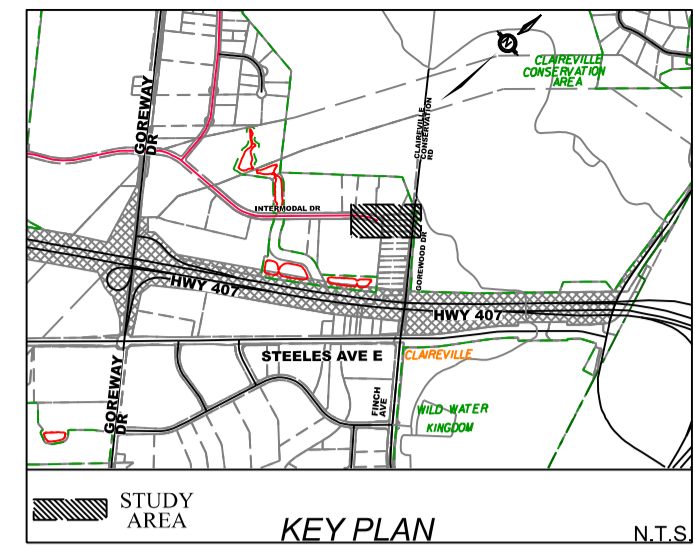 N
CLAIREVILLE
CONSERVATION
AREA
GOREWAY
DR
CLAIREVILLE
CONSERVATION
RD
INTERMODAL DR
GOREWOOD DR
HWY 407
HWY 407
STEELES AVE E
CLAIREVILLE
GOREWAY
DR
FINCH
AVE
WILD WATER
KINGDOM
STUDY
AREA
KEY PLAN
N.T.S.